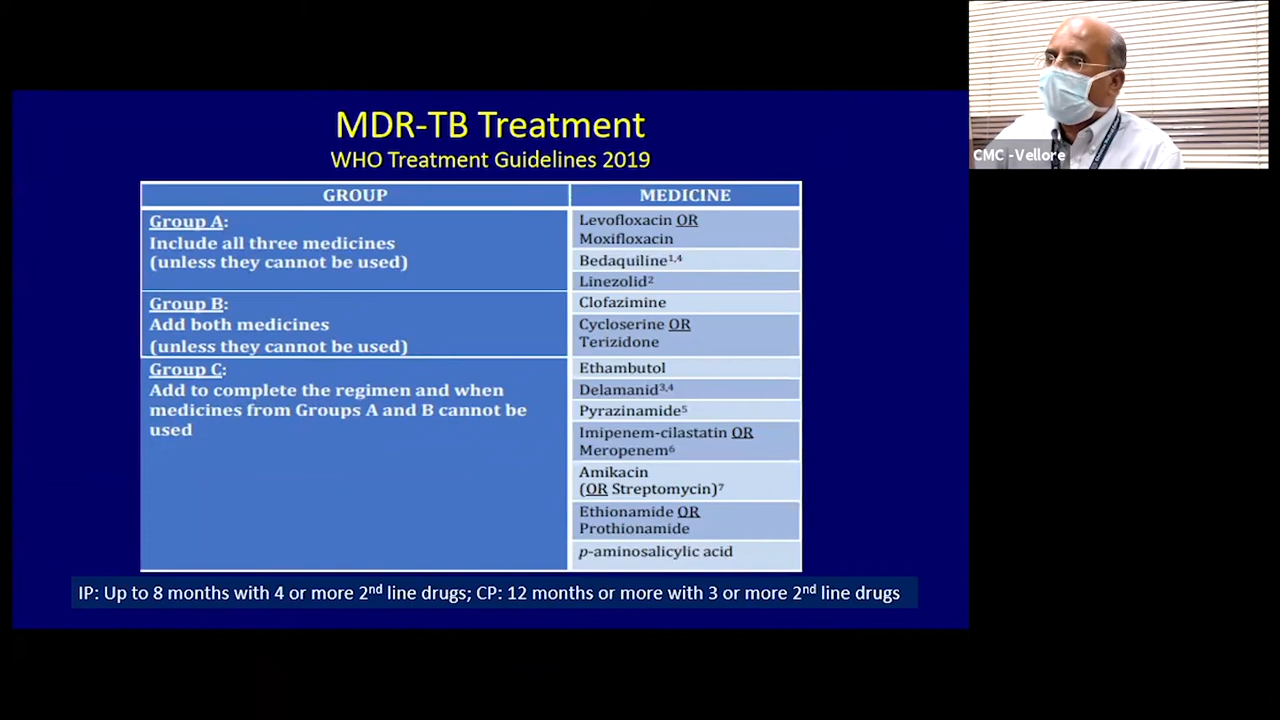 MDR-TB Treatment
WHO Treatment Guidelines 2019
GROUP
MEDICINE
Group A:
Include all three medicines
(unless they cannot be used)
Levofloxacin OR
Moxifloxacin
Bedaquiline¹,⁴
Linezolid²
Group B:
Add both medicines
(unless they cannot be used)
Clofazimine
Cycloserine OR
Terizidone
Group C:
Add to complete the regimen and when
medicines from Groups A and B cannot be
used
Ethambutol
Delamanid³,⁴
Pyrazinamide⁵
Imipenem-cilastatin OR
Meropenem⁶
Amikacin
(OR Streptomycin)⁷
Ethionamide OR
Prothionamide
p-aminosalicylic acid
IP: Up to 8 months with 4 or more 2nd line drugs; CP: 12 months or more with 3 or more 2nd line drugs
CMC -Vellore